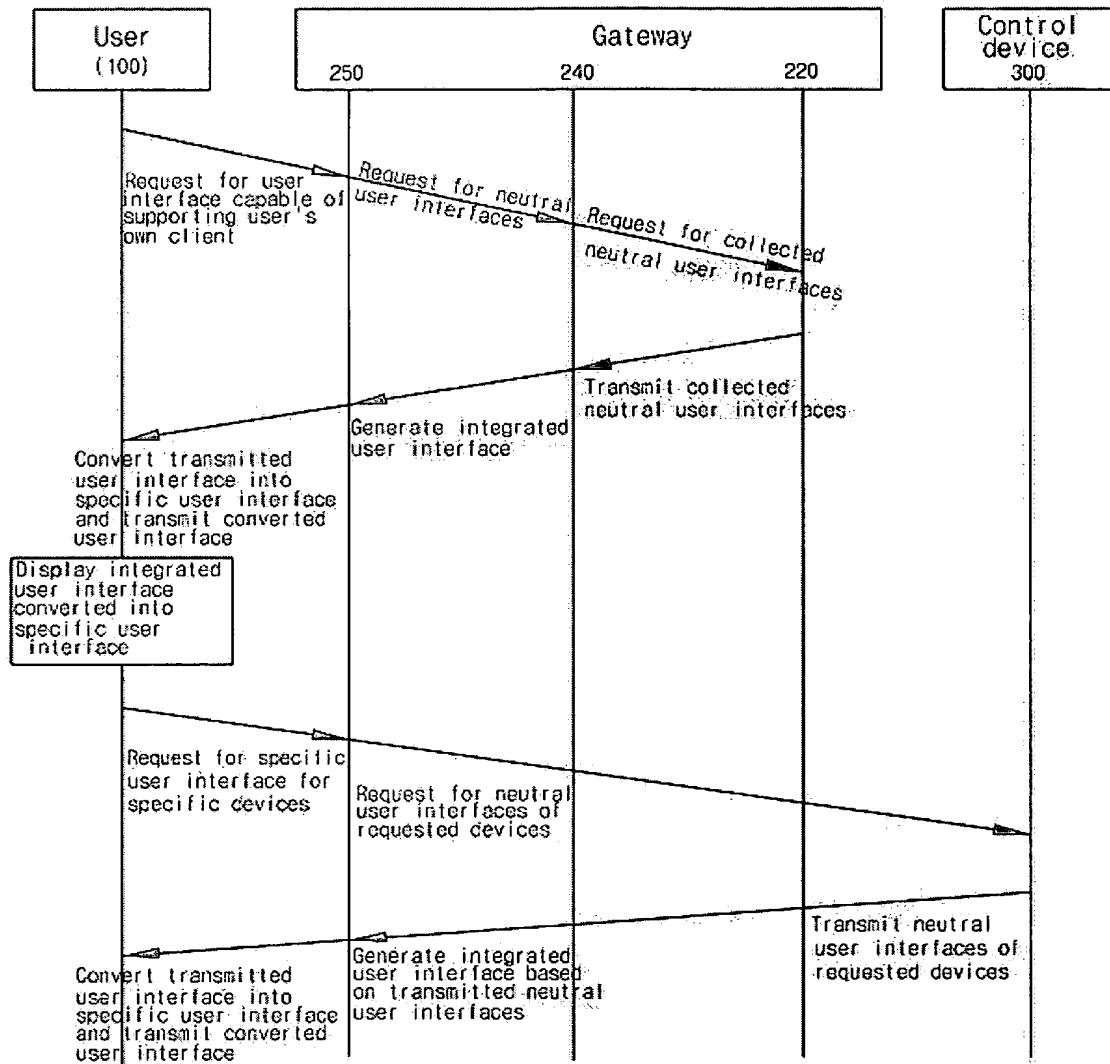 User
(100)
Gateway
250
240
220
Control
device.
300
Request for user
interface capable of
supporting user's
own client
Request for neutral
user interfaces
Request for collected
neutral user interfaces
Transmit collected
neutral user interfaces
Generate integrated
user interface
Convert transmitted
user interface into
specific user interface
and transmit converted
user interface
Display integrated
user interface
converted into
specific user
interface
Request for specific
user interface for
specific devices
Request for neutral
user interfaces of
requested devices
Transmit neutral
user interfaces of
requested devices
Generate integrated
user interface based
on transmitted neutral
user interfaces
Convert transmitted
user interface into
specific user interface
and transmit converted
user interface